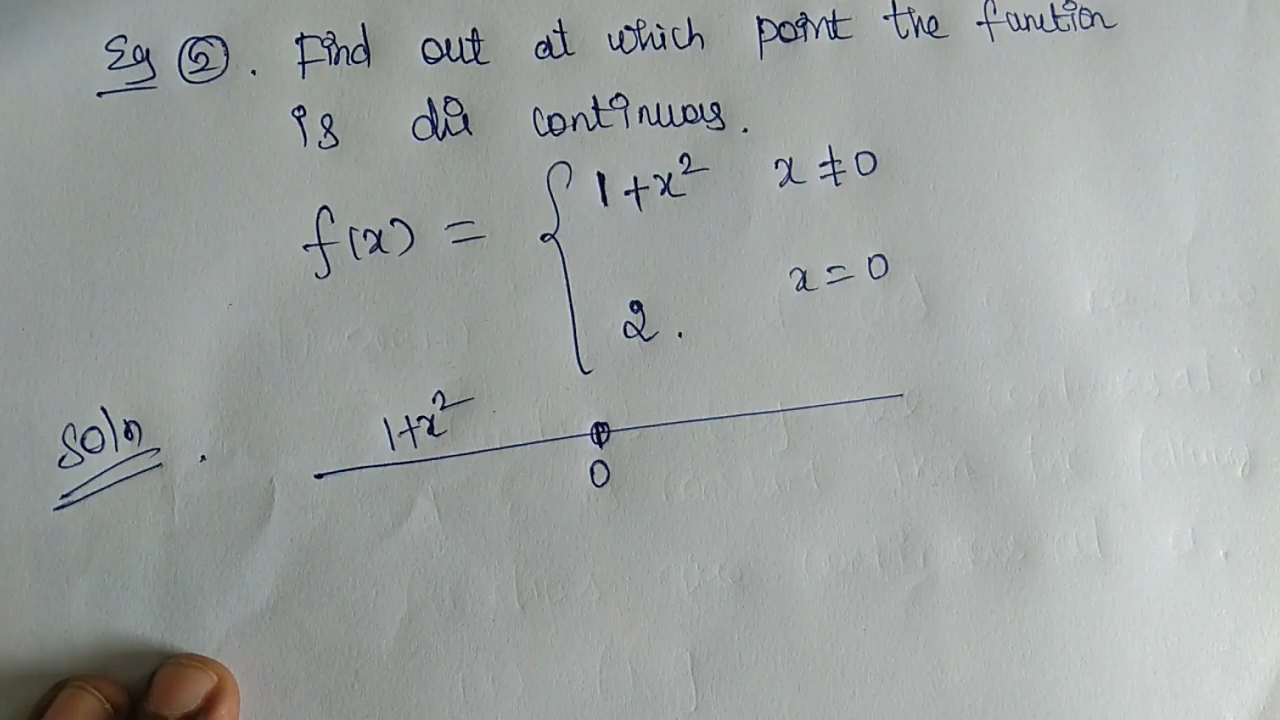 Eg ②. Find out at which point the function
is dis continuous.
f(x) = { 1+x² x ≠ 0
2. x = 0
Soln. 1+x²
0